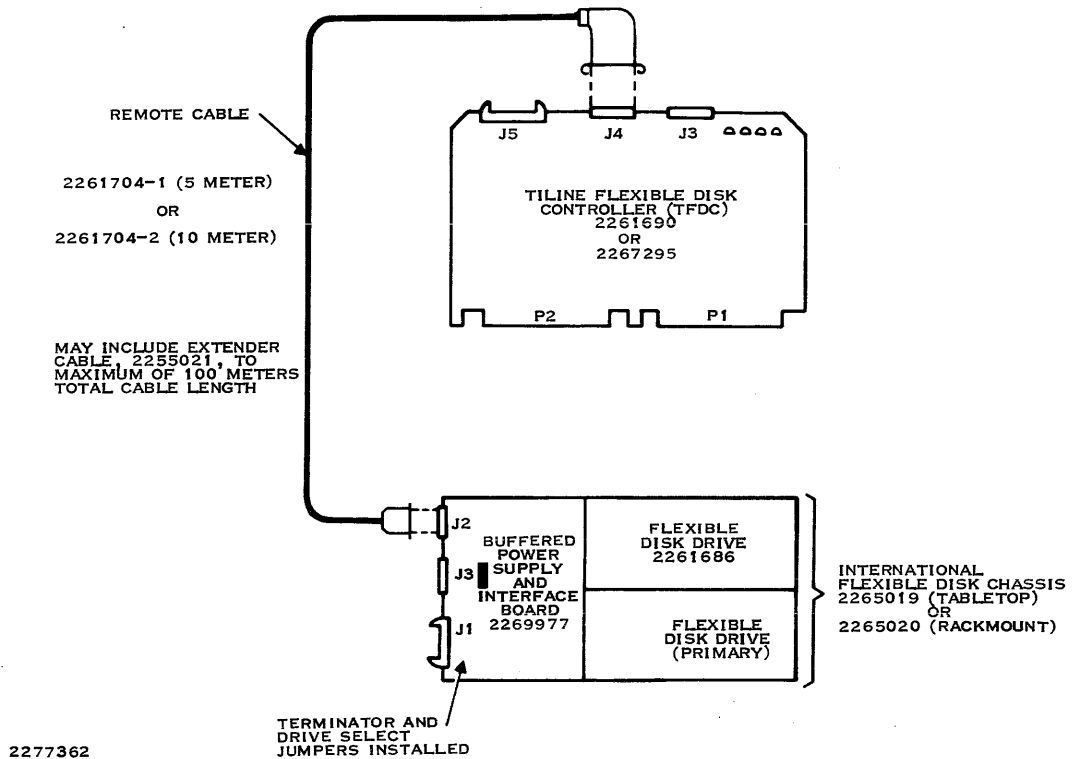 REMOTE CABLE
2261704-1 (5 METER)
OR
2261704-2 (10 METER)
MAY INCLUDE EXTENDER
CABLE, 2255021, TO
MAXIMUM OF 100 METERS
TOTAL CABLE LENGTH
J5
J4
J3
TILINE FLEXIBLE DISK
CONTROLLER (TFDC)
2261690
OR
2267295
P2
P1
J2
J3
J1
BUFFERED
POWER
SUPPLY
AND
INTERFACE
BOARD
2269977
FLEXIBLE
DISK DRIVE
2261686
FLEXIBLE
DISK DRIVE
(PRIMARY)
INTERNATIONAL
FLEXIBLE DISK CHASSIS
2265019 (TABLETOP)
OR
2265020 (RACKMOUNT)
TERMINATOR AND
DRIVE SELECT
JUMPERS INSTALLED
2277362